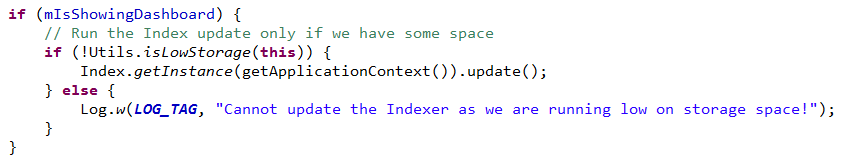 if (mIsShowingDashboard) {
    // Run the Index update only if we have some space
    if (!Utils.isLowStorage(this)) {
        Index.getInstance(getApplicationContext()).update();
    } else {
        Log.w(LOG_TAG, "Cannot update the Indexer as we are running low on storage space!");
    }
}